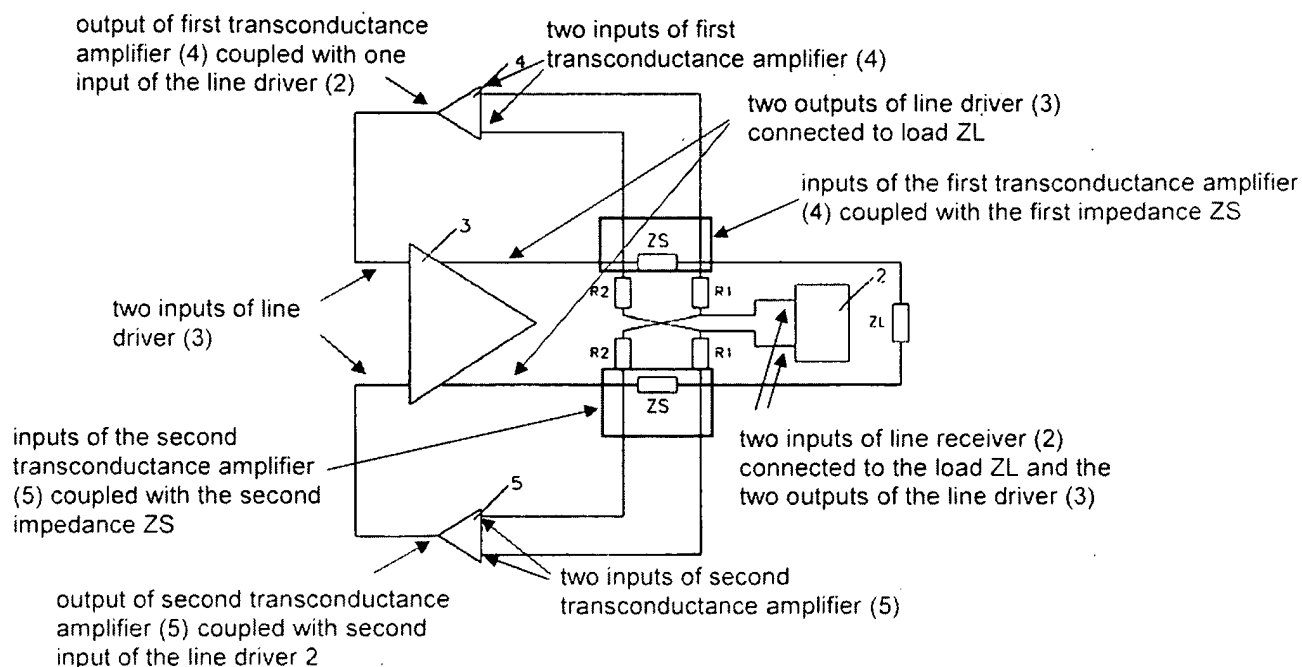 output of first transconductance
amplifier (4) coupled with one
input of the line driver (2)
two inputs of first
transconductance amplifier (4)
4
two outputs of line driver (3)
connected to load ZL
inputs of the first transconductance amplifier
(4) coupled with the first impedance ZS
3
ZS
R2
R1
2
two inputs of line
driver (3)
ZL
R2
R1
ZS
inputs of the second
transconductance amplifier
(5) coupled with the second
impedance ZS
two inputs of line receiver (2)
connected to the load ZL and the
two outputs of the line driver (3)
5
two inputs of second
transconductance amplifier (5)
output of second transconductance
amplifier (5) coupled with second
input of the line driver 2